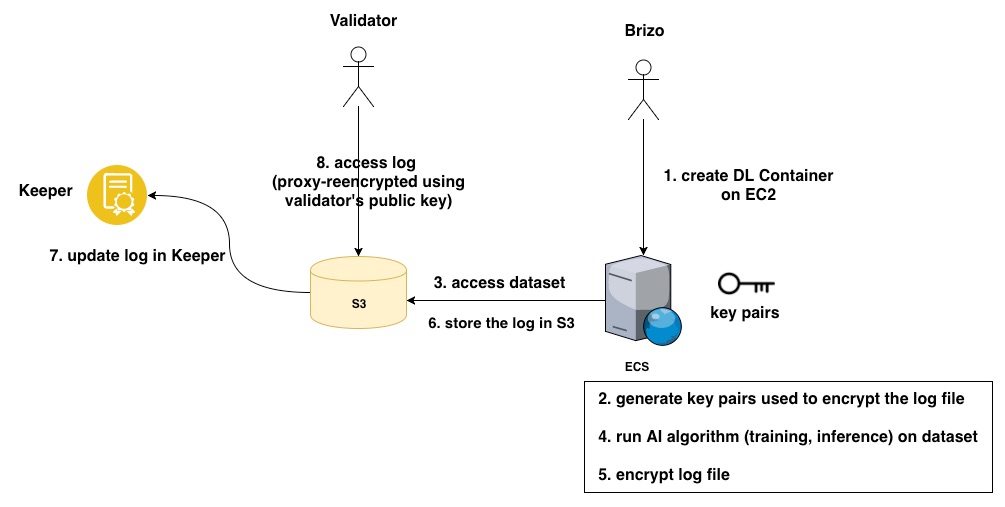 Validator
Brizo
8. access log
(proxy-reencrypted using
validator's public key)
1. create DL Container
on EC2
Keeper
7. update log in Keeper
3. access dataset
S3
6. store the log in S3
key pairs
ECS
2. generate key pairs used to encrypt the log file
4. run AI algorithm (training, inference) on dataset
5. encrypt log file